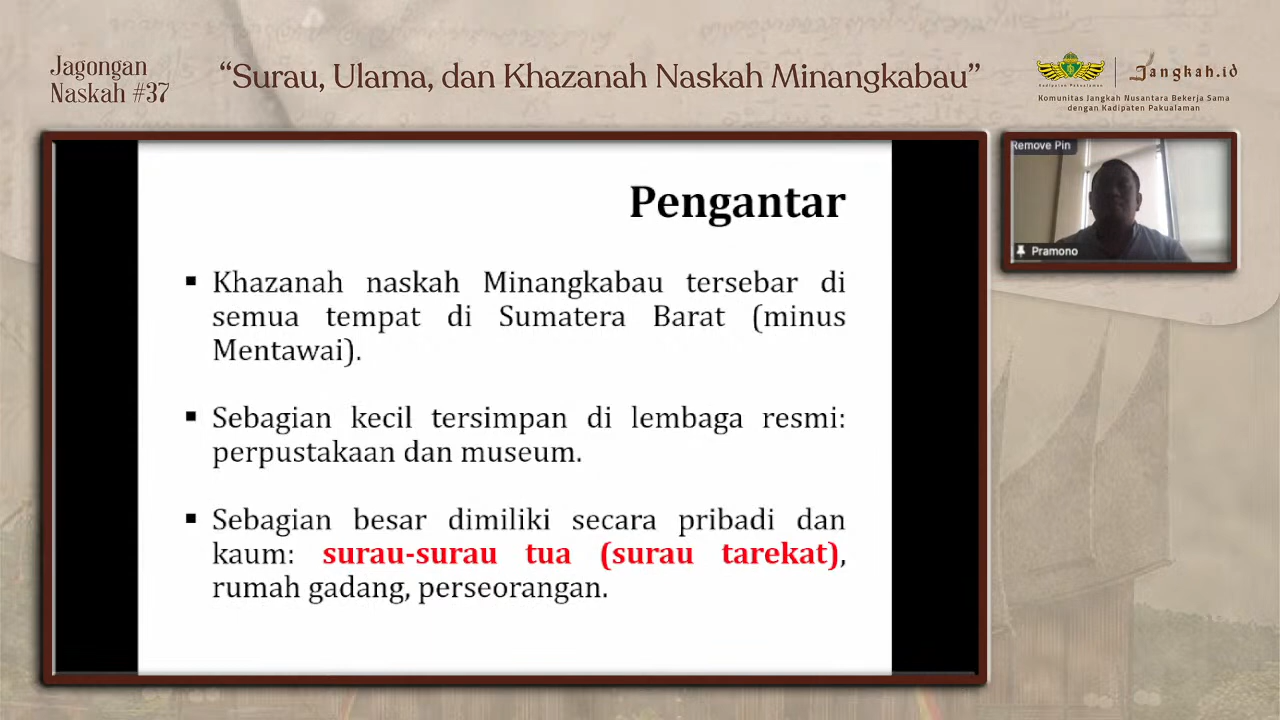 Jagongan
Naskah #37
“Surau, Ulama, dan Khazanah Naskah Minangkabau”
Kadipaten Pakualaman
Jangkah.id
Komunitas Jangkah Nusantara Bekerja Sama
dengan Kadipaten Pakualaman
Pengantar
▪ Khazanah naskah Minangkabau tersebar di
semua tempat di Sumatera Barat (minus
Mentawai).
▪ Sebagian kecil tersimpan di lembaga resmi:
perpustakaan dan museum.
▪ Sebagian besar dimiliki secara pribadi dan
kaum: surau-surau tua (surau tarekat),
rumah gadang, perseorangan.
Remove Pin
Pramono